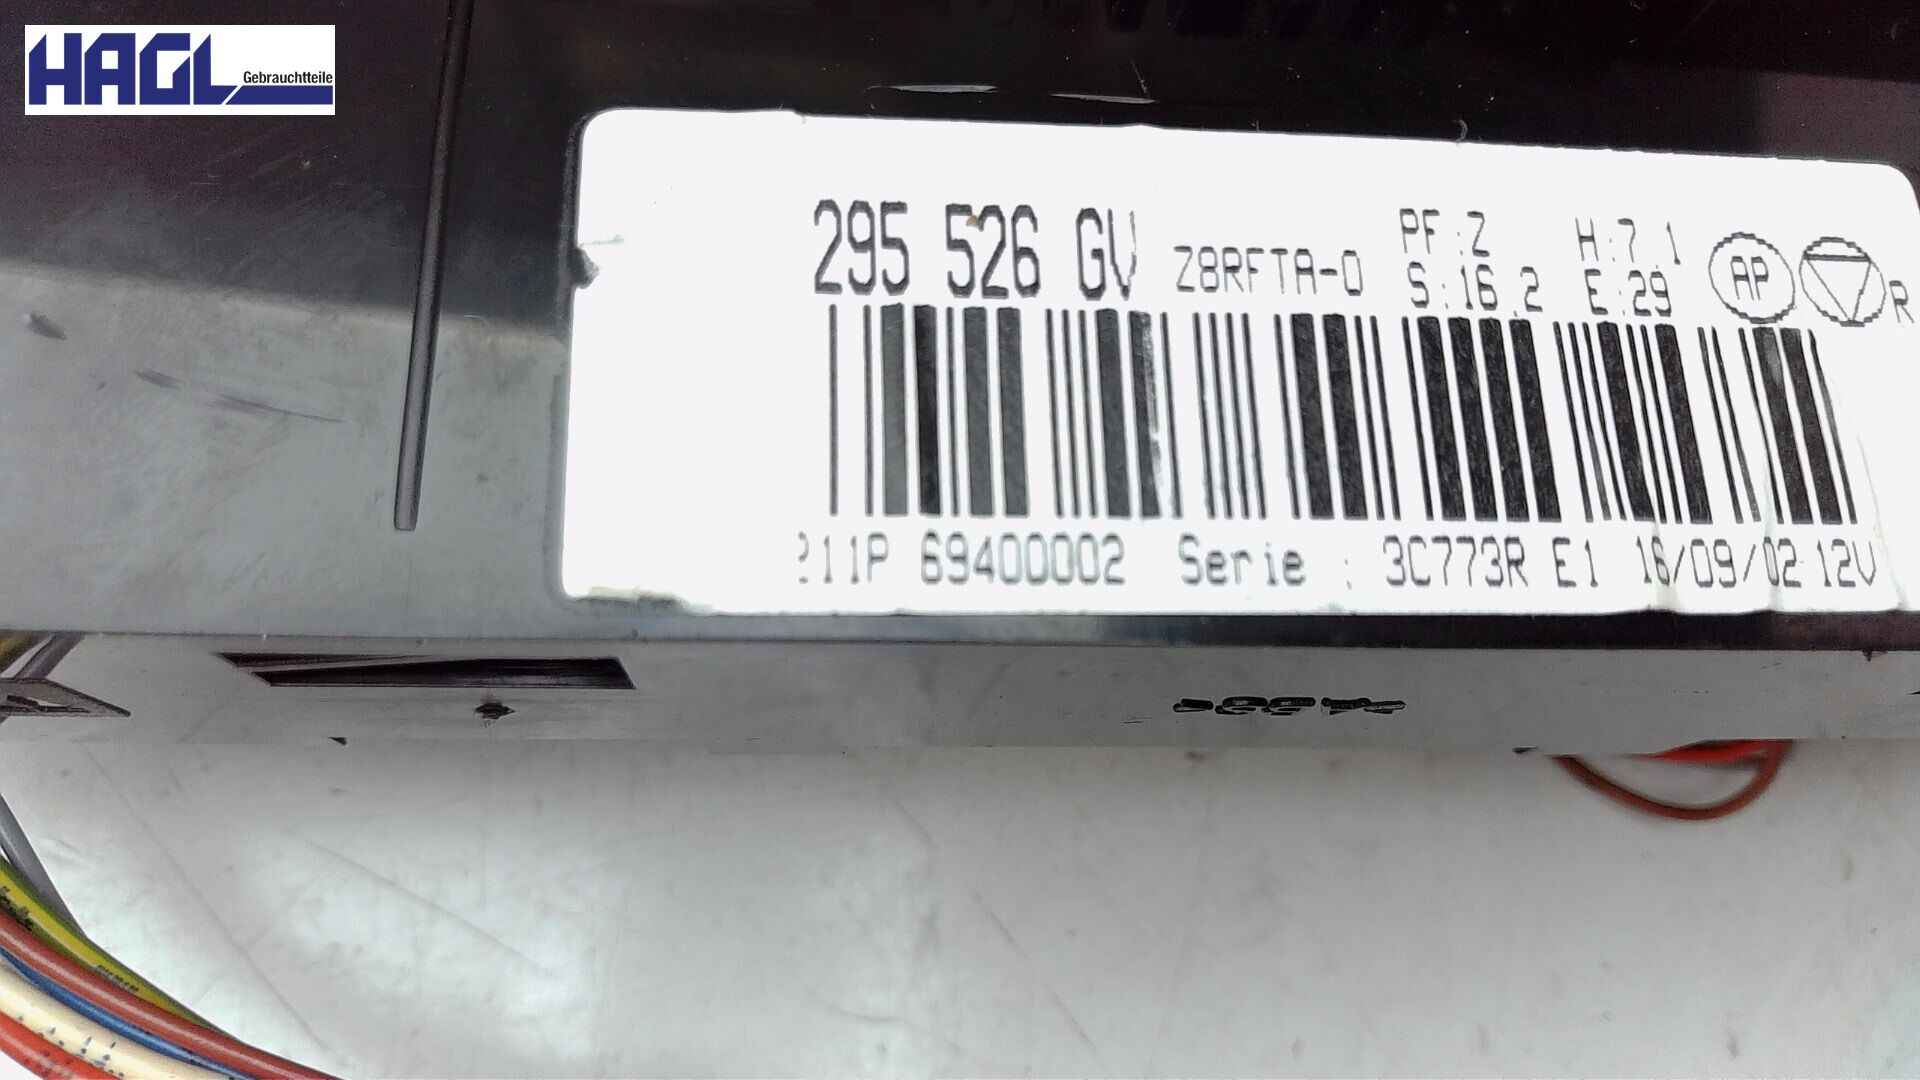 HAGL Gebrauchtteile
295 526 GV Z8RFTA-0
PF:Z H:7.1
S:16.2 E:29
AP R
211P 69400002 Serie : 3C773R E1 16/09/02 12V